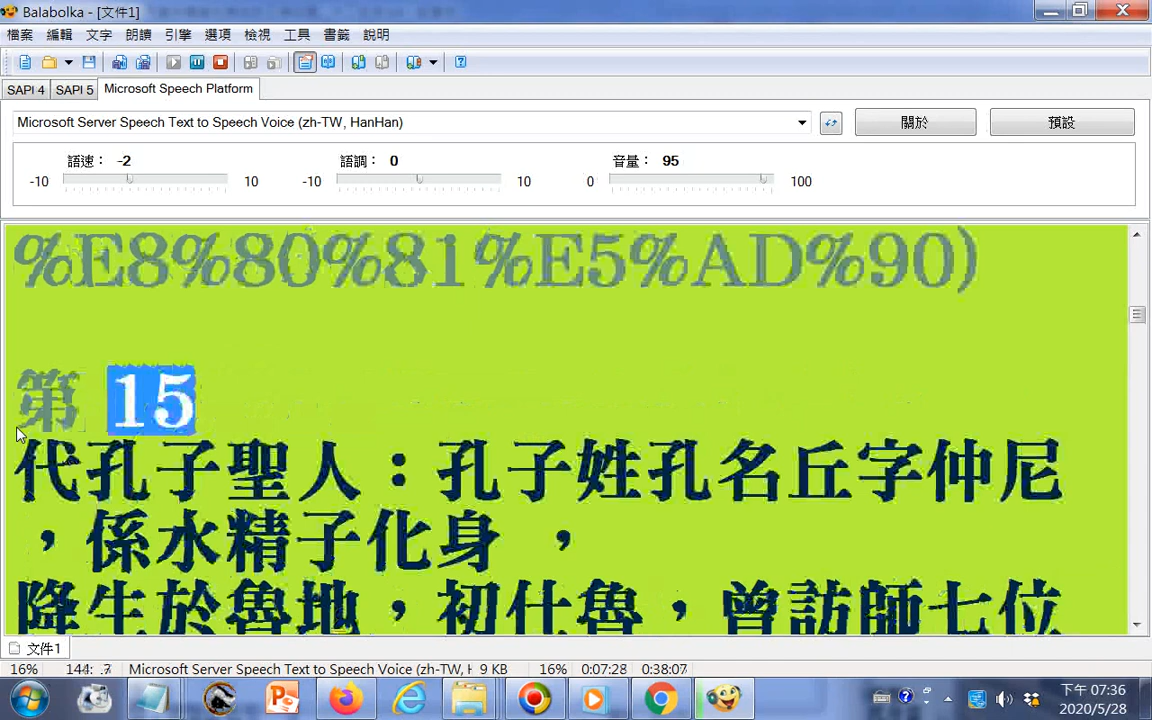 Balabolka - [文件1]
檔案 編輯 文字 朗讀 引擎 選項 檢視 工具 書籤 說明
SAPI 4 SAPI 5 Microsoft Speech Platform
Microsoft Server Speech Text to Speech Voice (zh-TW, HanHan) 關於 預設
語速： -2 語調： 0 音量： 95
-10 10 -10 10 0 100
%E8%80%81%E5%AD%90)
第 15
代孔子聖人：孔子姓孔名丘字仲尼
，係水精子化身 ，
降生於魯地，初仕魯，曾訪師七位
文件1
16% 144: .7 Microsoft Server Speech Text to Speech Voice (zh-TW, H 9 KB 16% 0:07:28 0:38:07
下午 07:36
2020/5/28